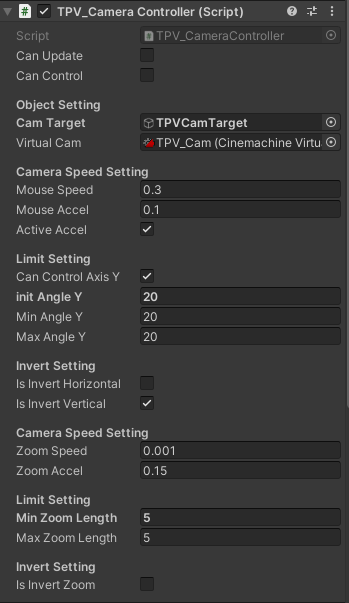 TPV_Camera Controller (Script)
Script TPV_CameraController
Can Update
Can Control
Object Setting
Cam Target TPVCamTarget
Virtual Cam TPV_Cam (Cinemachine Virtu
Camera Speed Setting
Mouse Speed 0.3
Mouse Accel 0.1
Active Accel
Limit Setting
Can Control Axis Y
init Angle Y 20
Min Angle Y 20
Max Angle Y 20
Invert Setting
Is Invert Horizontal
Is Invert Vertical
Camera Speed Setting
Zoom Speed 0.001
Zoom Accel 0.15
Limit Setting
Min Zoom Length 5
Max Zoom Length 5
Invert Setting
Is Invert Zoom